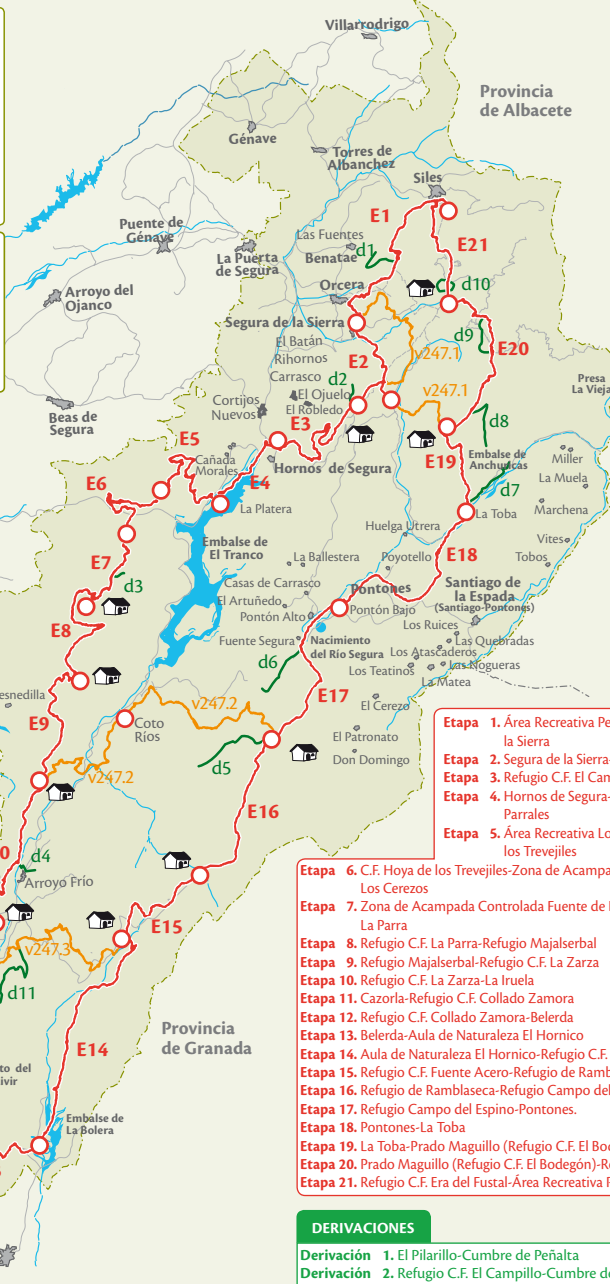 Villarrodrigo
Provincia
de Albacete
Génave
Torres de
Albanchez
Siles
E1
Puente de
Génave
Las Fuentes
d1
E21
La Puerta
de Segura
Benatae
Orcera
d10
Arroyo del
Ojanco
Segura de la Sierra
El Batán
Rihornos
E2
v247.1
d9
E20
Carrasco
d2
v247.1
Presa
La Vieja
Cortijos
Nuevos
El Ojuelo
El Robledo
Beas de
Segura
E3
d8
E5
E19
Embalse de
Anchuricas
Miller
Cañada
Morales
Hornos de Segura
La Muela
E6
E4
d7
La Platera
La Toba
Marchena
Huelga Utrera
Embalse de
El Tranco
E18
Vites
E7
La Ballestera
Poyotello
Tobos
d3
Casas de Carrasco
Pontones
Santiago de
la Espada
(Santiago-Pontones)
El Artuñedo
Pontón Alto
Pontón Bajo
E8
Los Ruices
Fuente Segura
Nacimiento
del Río Segura
Las Quebradas
Los Atascaderos
d6
Los Teatinos
Las Nogueras
La Matea
esnedilla
E17
v247.2
El Cerezo
E9
Coto
Ríos
El Patronato
d5
Don Domingo
v247.2
E16
0
d4
Arroyo Frío
E15
v247.3
d11
Provincia
de Granada
E14
to del
ivir
Embalse de
La Bolera
Etapa 1. Área Recreativa Pe
la Sierra
Etapa 2. Segura de la Sierra-
Etapa 3. Refugio C.F. El Cam
Etapa 4. Hornos de Segura-
Parrales
Etapa 5. Área Recreativa Lo
los Trevejiles
Etapa 6. C.F. Hoya de los Trevejiles-Zona de Acampa
Los Cerezos
Etapa 7. Zona de Acampada Controlada Fuente de
La Parra
Etapa 8. Refugio C.F. La Parra-Refugio Majalserbal
Etapa 9. Refugio Majalserbal-Refugio C.F. La Zarza
Etapa 10. Refugio C.F. La Zarza-La Iruela
Etapa 11. Cazorla-Refugio C.F. Collado Zamora
Etapa 12. Refugio C.F. Collado Zamora-Belerda
Etapa 13. Belerda-Aula de Naturaleza El Hornico
Etapa 14. Aula de Naturaleza El Hornico-Refugio C.F.
Etapa 15. Refugio C.F. Fuente Acero-Refugio de Ramb
Etapa 16. Refugio de Ramblaseca-Refugio Campo del
Etapa 17. Refugio Campo del Espino-Pontones.
Etapa 18. Pontones-La Toba
Etapa 19. La Toba-Prado Maguillo (Refugio C.F. El Bod
Etapa 20. Prado Maguillo (Refugio C.F. El Bodegón)-Re
Etapa 21. Refugio C.F. Era del Fustal-Área Recreativa
DERIVACIONES
Derivación 1. El Pilarillo-Cumbre de Peñalta
Derivación 2. Refugio C.F. El Campillo-Cumbre de